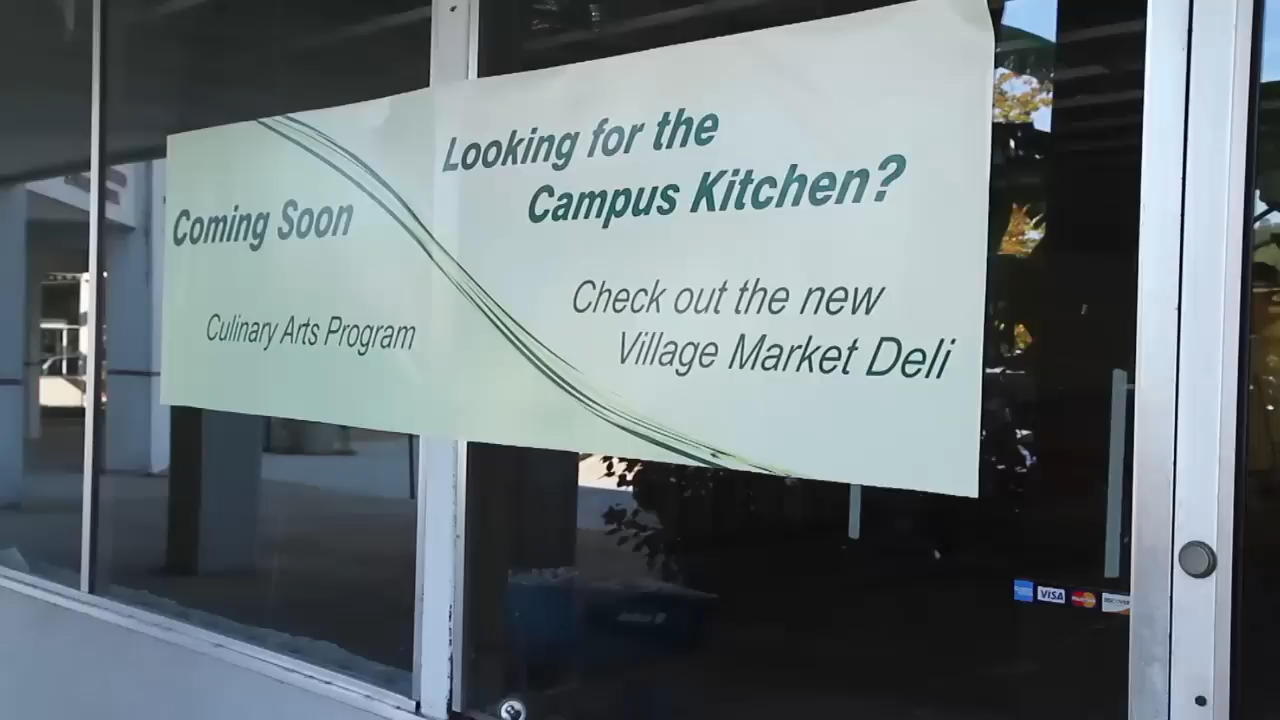 Coming Soon
Culinary Arts Program
Looking for the
Campus Kitchen?
Check out the new
Village Market Deli
VISA